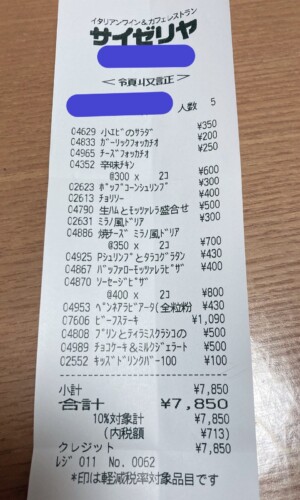 イタリアンワイン&カフェレストラン
サイゼリヤ
<領収証>
人数 5
C4629 小エビのサラダ ¥350
C4833 ガーリックフォッカチオ ¥200
C4965 チーズフォッカチオ ¥250
C4352 辛味チキン
@300 x 2コ ¥600
C2623 ポップコーンシュリンプ ¥300
C2613 チョリソー ¥400
C4790 生ハムとモッツァレラ盛合せ ¥500
C2631 ミラノ風ドリア ¥300
C4886 焼チーズ ミラノ風ドリア
@350 x 2コ ¥700
C4925 Pシュリンプとタラコグラタン ¥430
C4867 バッファローモッツァレラピザ ¥400
C4870 ソーセージピザ
@400 x 2コ ¥800
C4953 ペンネアラビアータ(全粒粉 ¥430
C7606 ビーフステーキ ¥1,090
C4808 プリンとティラミスクラシコの ¥500
C4989 チョコケーキ&ミルクジェラート ¥500
C2552 キッズドリンクバー100 ¥100
小計 ¥7,850
合計 ¥7,850
10%対象計 ¥7,850
(内税額 ¥713)
クレジット ¥7,850
レジ 011 No. 0062
*印は軽減税率対象品目です